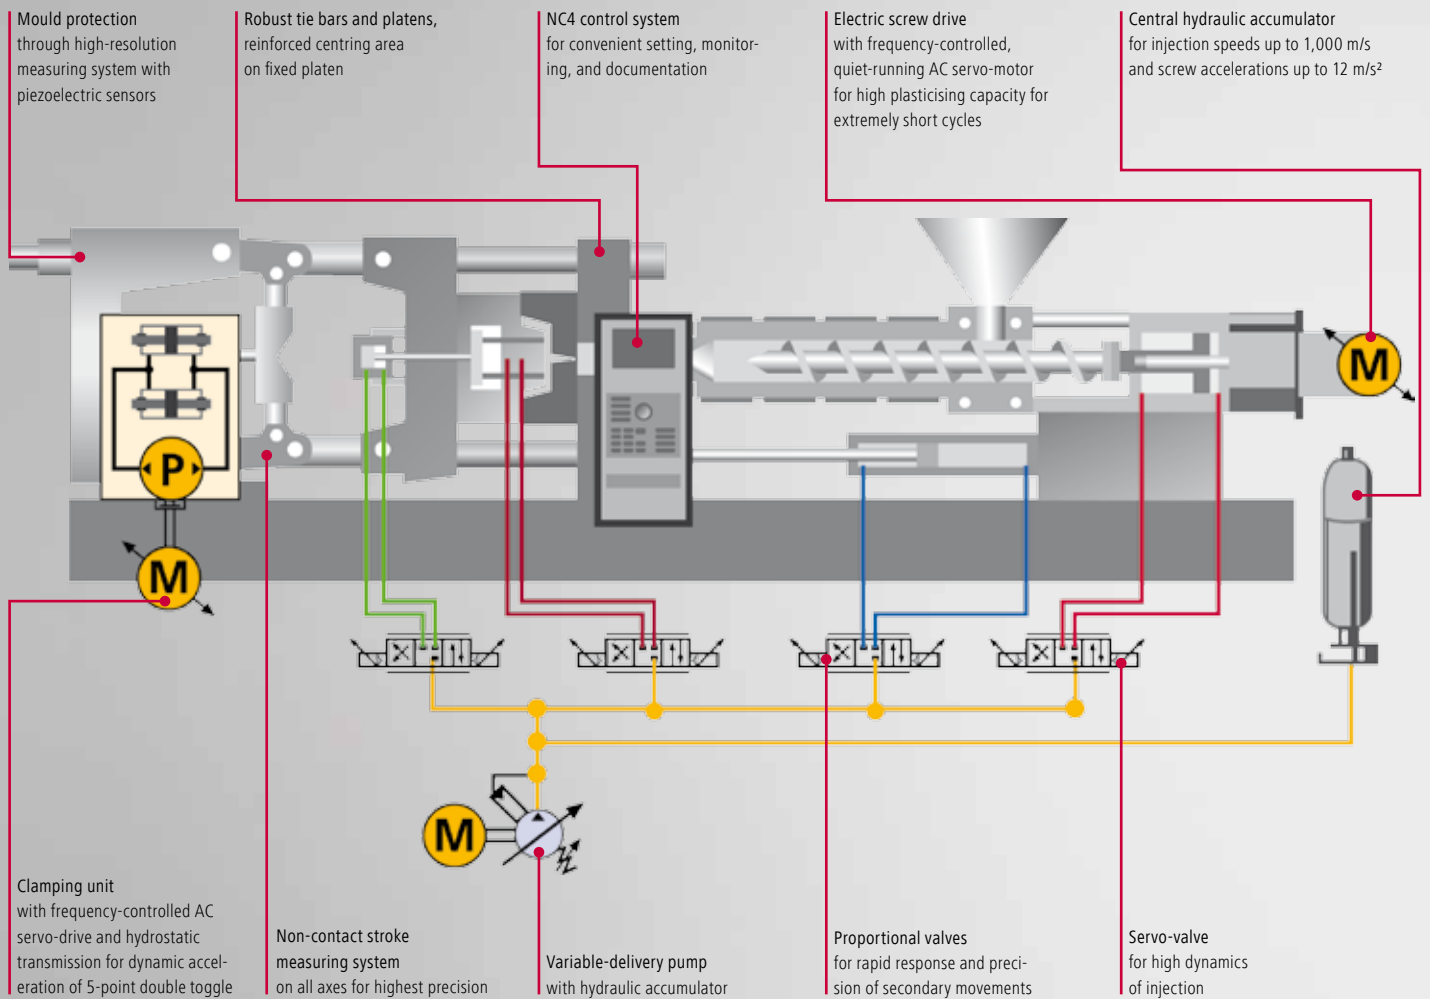 Mould protection
through high-resolution
measuring system with
piezoelectric sensors
Robust tie bars and platens,
reinforced centring area
on fixed platen
NC4 control system
for convenient setting, monitor-
ing, and documentation
Electric screw drive
with frequency-controlled,
quiet-running AC servo-motor
for high plasticising capacity for
extremely short cycles
Central hydraulic accumulator
for injection speeds up to 1,000 m/s
and screw accelerations up to 12 m/s²
M
P
M
M
Clamping unit
with frequency-controlled AC
servo-drive and hydrostatic
transmission for dynamic accel-
eration of 5-point double toggle
Non-contact stroke
measuring system
on all axes for highest precision
Variable-delivery pump
with hydraulic accumulator
Proportional valves
for rapid response and preci-
sion of secondary movements
Servo-valve
for high dynamics
of injection